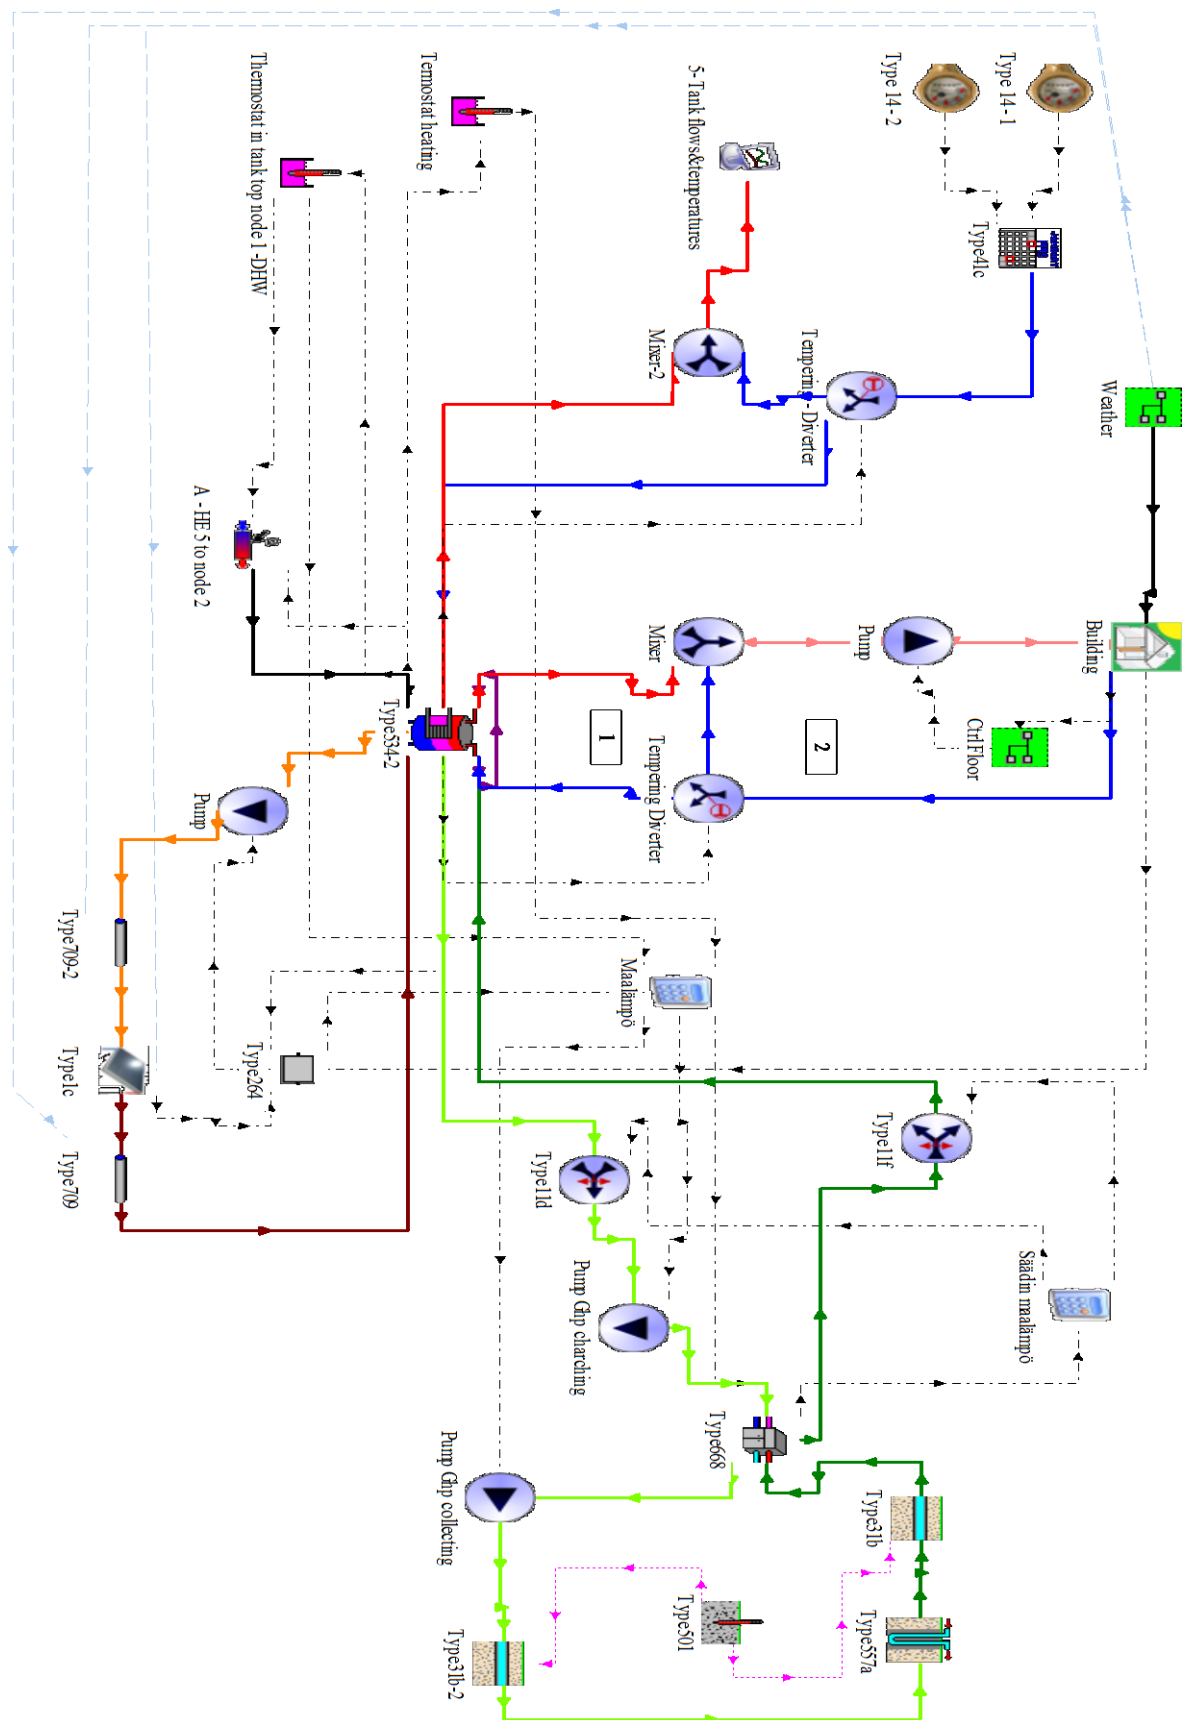 Type709-2
Type1c
Type709
A - HE 5 to node 2
Pump
Type264
Thermostat in tank top node 1 -DHW
Termostat heating
Type534-2
Pump Ghp collecting
Type31b-2
Type11d
Pump Ghp charching
Maalämpö
1
5- Tank flows&temperatures
Mixer-2
Mixer
Tempering Diverter
Type668
Type501
2
Tempering - Diverter
Pump
Type 14 - 2
Type11f
Type31b
Type557a
Type 14 - 1
Type41c
CtrlFloor
Säädin maalämpö
Weather
Building